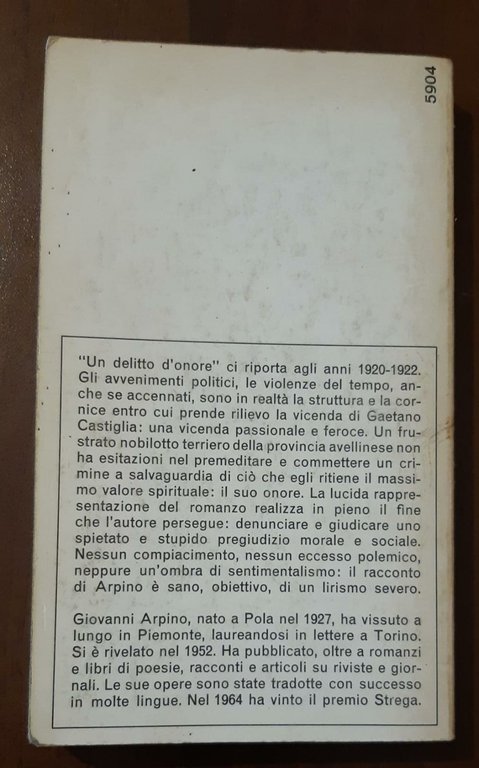 5904
"Un delitto d'onore" ci riporta agli anni 1920-1922.
Gli avvenimenti politici, le violenze del tempo, an-
che se accennati, sono in realtà la struttura e la cor-
nice entro cui prende rilievo la vicenda di Gaetano
Castiglia: una vicenda passionale e feroce. Un fru-
strato nobilotto terriero della provincia avellinese non
ha esitazioni nel premeditare e commettere un cri-
mine a salvaguardia di ciò che egli ritiene il massi-
mo valore spirituale: il suo onore. La lucida rappre-
sentazione del romanzo realizza in pieno il fine
che l'autore persegue: denunciare e giudicare uno
spietato e stupido pregiudizio morale e sociale.
Nessun compiacimento, nessun eccesso polemico,
neppure un'ombra di sentimentalismo: il racconto
di Arpino è sano, obiettivo, di un lirismo severo.
Giovanni Arpino, nato a Pola nel 1927, ha vissuto a
lungo in Piemonte, laureandosi in lettere a Torino.
Si è rivelato nel 1952. Ha pubblicato, oltre a romanzi
e libri di poesie, racconti e articoli su riviste e gior-
nali. Le sue opere sono state tradotte con successo
in molte lingue. Nel 1964 ha vinto il premio Strega.